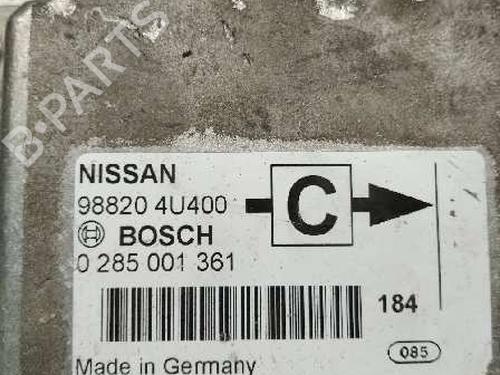 B-PARTS
NISSAN
98820 4U400
C
BOSCH
0 285 001 361
184
085
Made in Germany